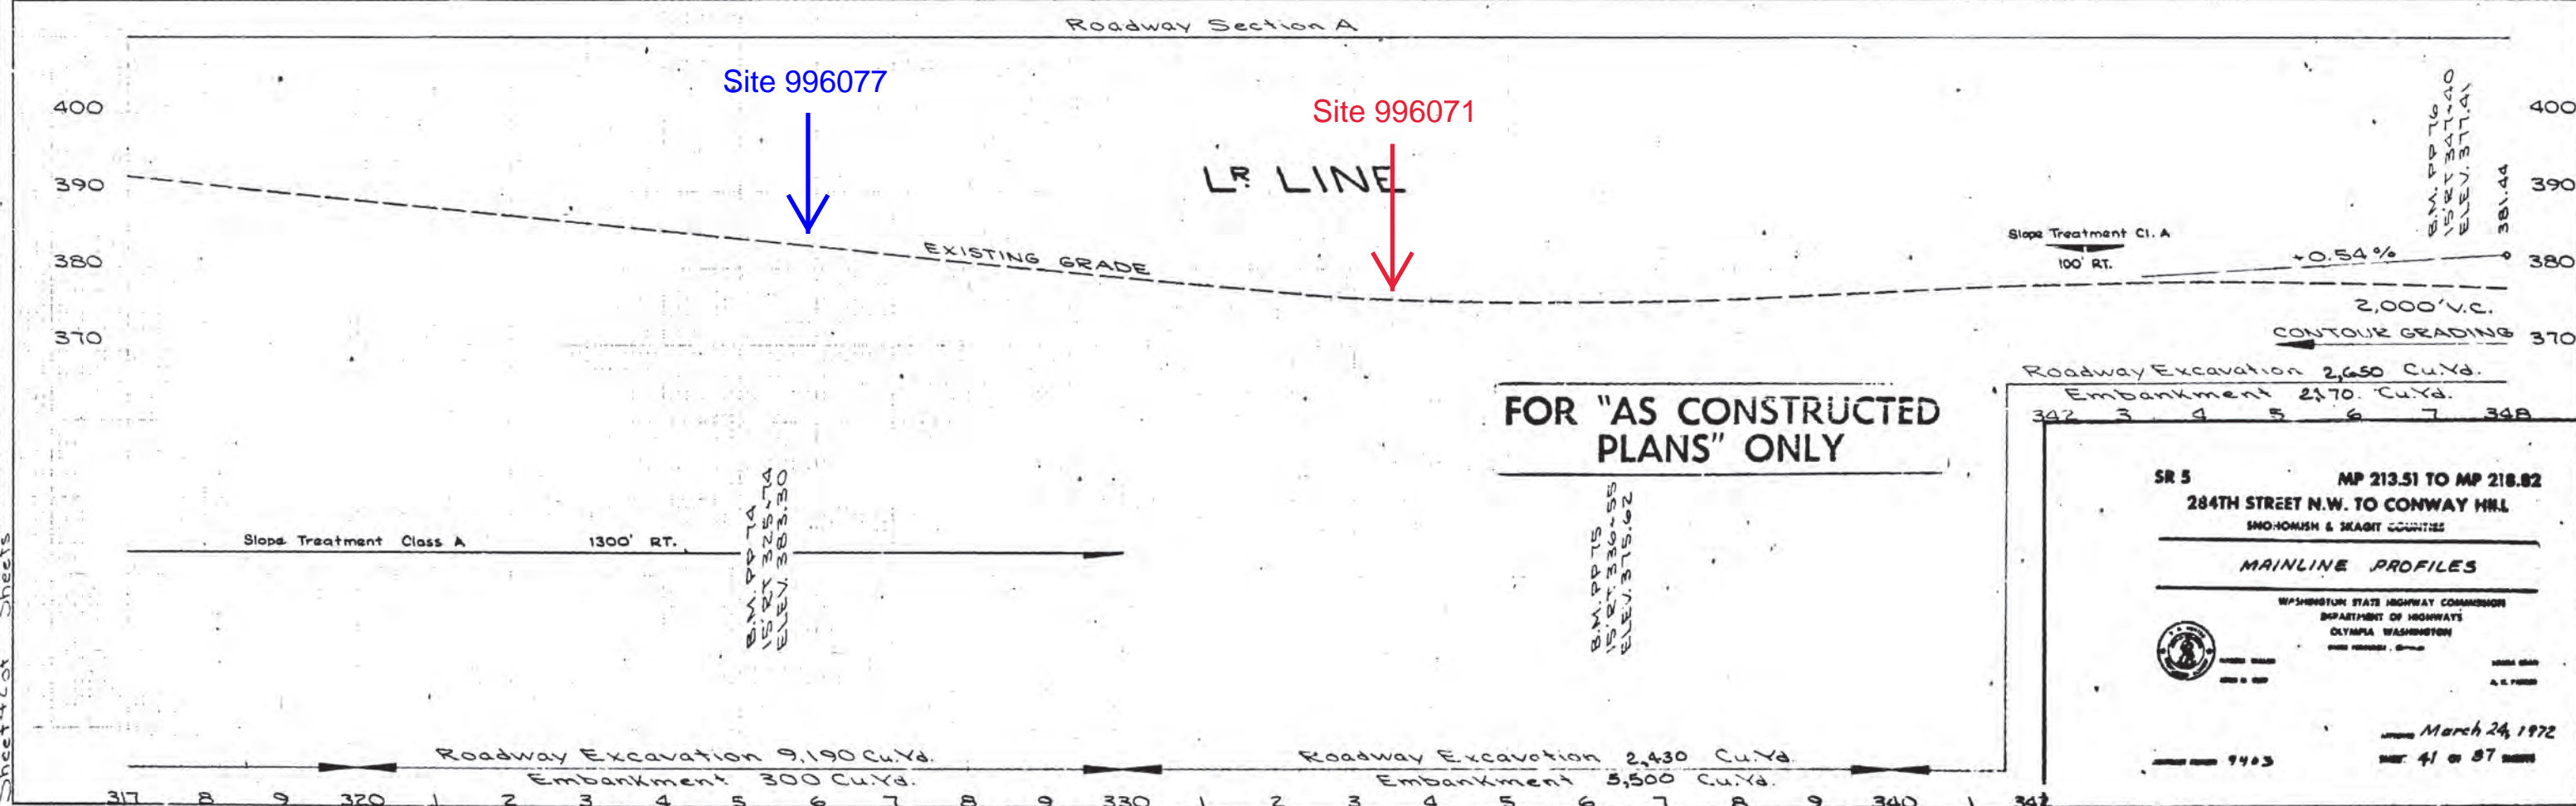 Roadway Section A
Site 996077
Site 996071
400
390
380
370
LR. LINE
EXISTING GRADE
Slope Treatment Cl. A
100' RT.
+0.54%
B.M. PP 76
15' RT 347+40
ELEV. 377.41
381.44
400
390
380
370
2,000' V.C.
CONTOUR GRADING
Roadway Excavation 2,650 Cu.Yd.
Embankment 2170. Cu.Yd.
342 3 4 5 6 7 348
FOR "AS CONSTRUCTED
PLANS" ONLY
Slope Treatment Class A 1300' RT.
B.M. PP 74
15' RT. 325+74
ELEV. 383.30
B.M. PP 75
15' RT. 336+55
ELEV. 375.62
SR 5 MP 213.51 TO MP 218.82
284TH STREET N.W. TO CONWAY HILL
SNOHOMISH & SKAGIT COUNTIES
MAINLINE PROFILES
WASHINGTON STATE HIGHWAY COMMISSION
DEPARTMENT OF HIGHWAYS
OLYMPIA WASHINGTON
March 24, 1972
9403
41 OF 87
Roadway Excavation 9,190 Cu.Yd.
Embankment 300 Cu.Yd.
Roadway Excavation 2,430 Cu.Yd.
Embankment 5,500 Cu.Yd.
317 8 9 320 1 2 3 4 5 6 7 8 9 330 1 2 3 4 5 6 7 8 9 340 1 342
Sheet of Sheets